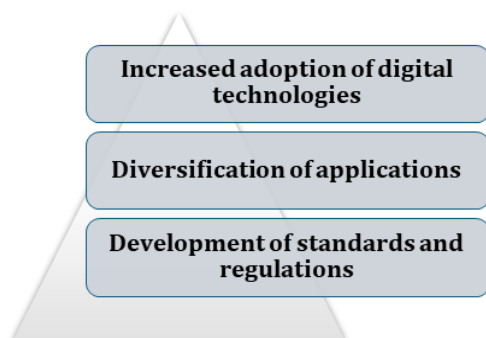 Increased adoption of digital
technologies
Diversification of applications
Development of standards and
regulations